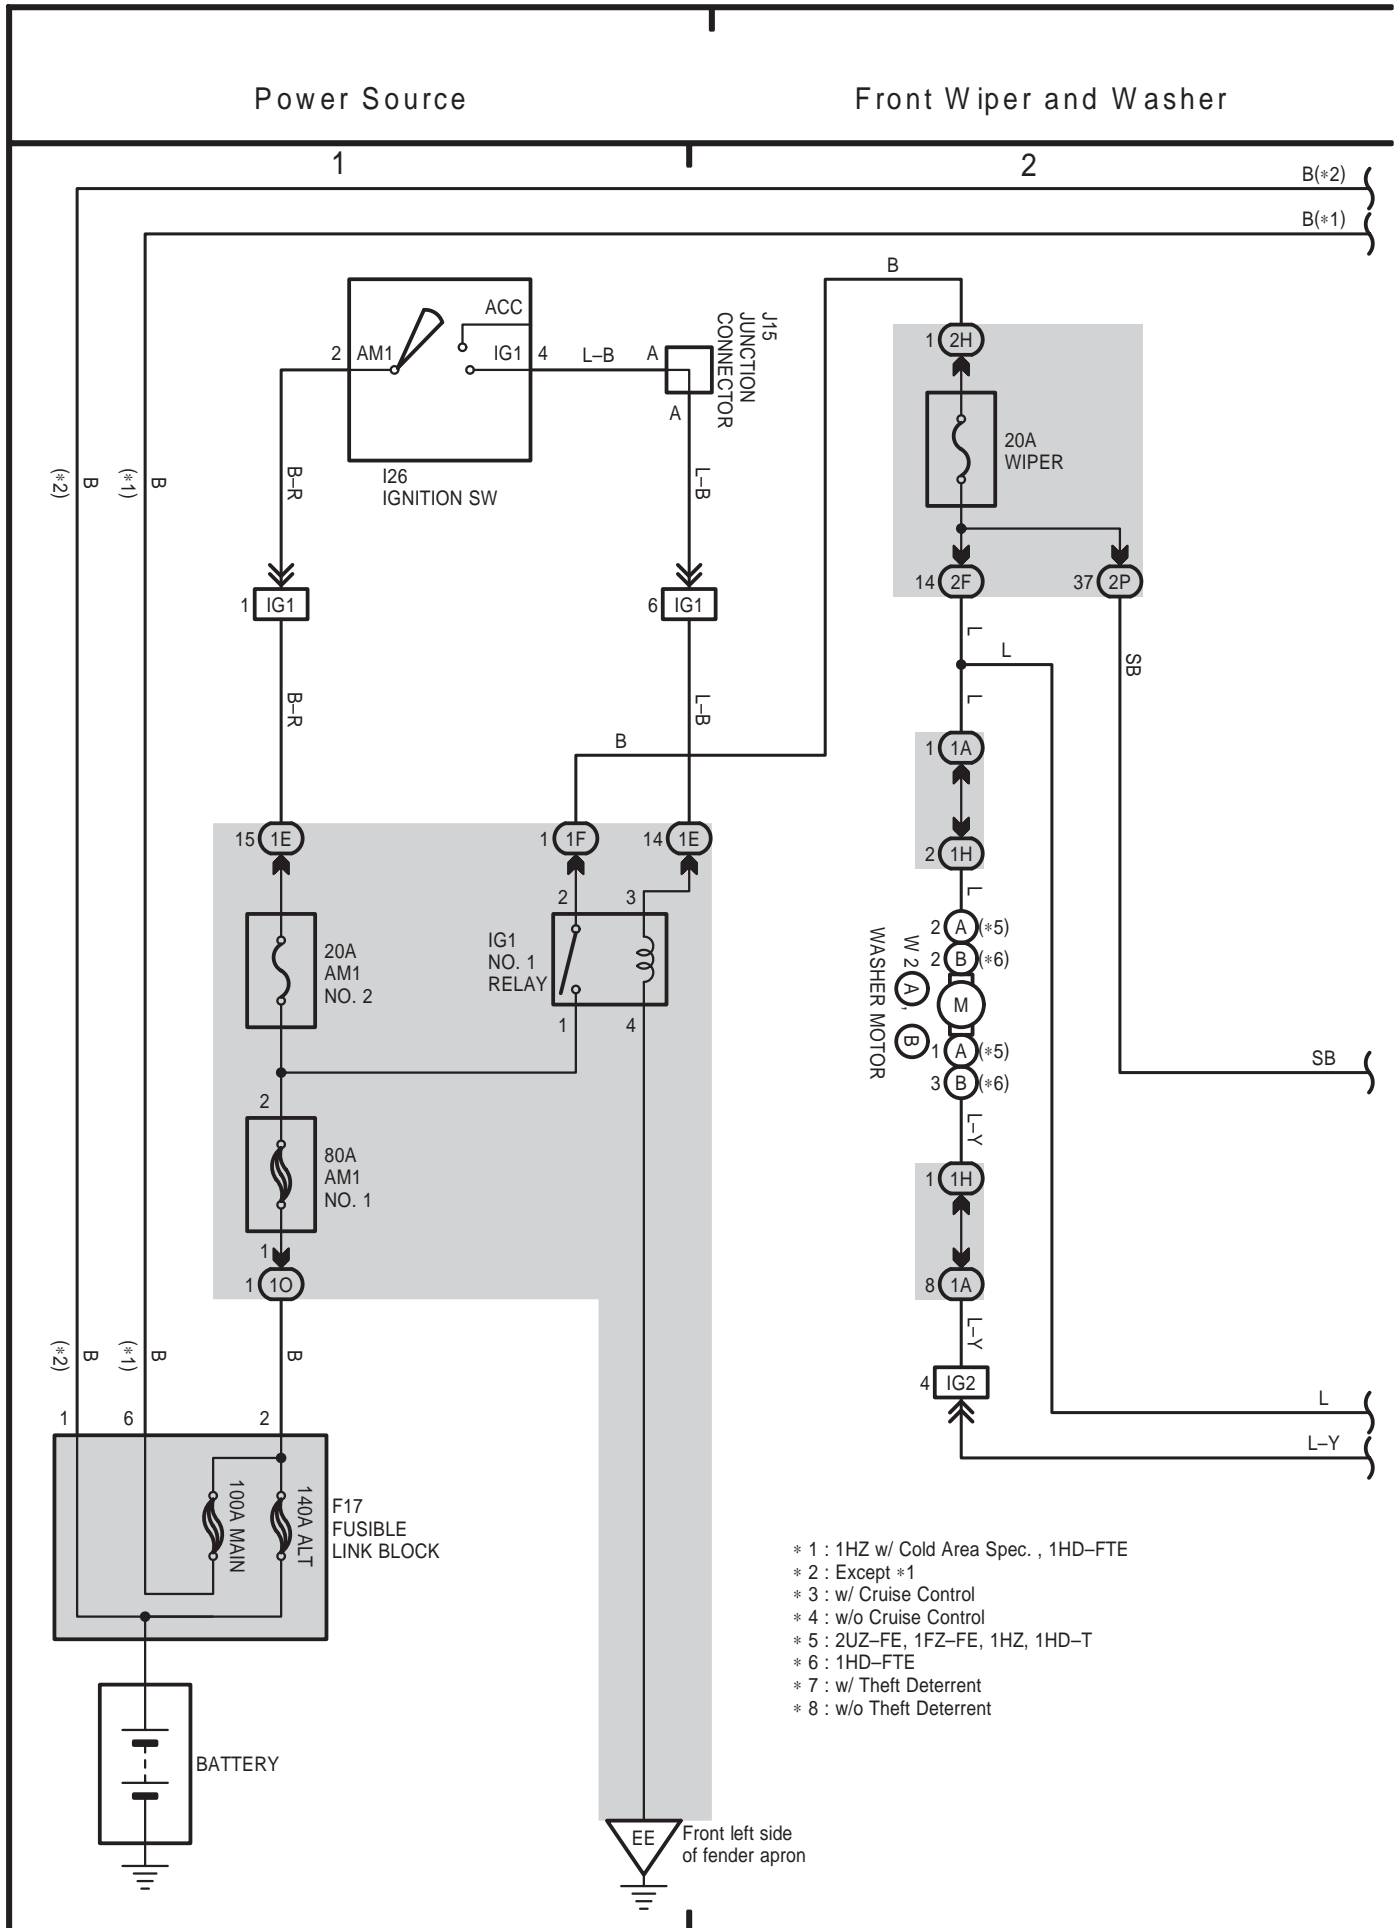 Power Source
Front Wiper and Washer
1
2
B(∗2)
B(∗1)
B
ACC
2
AM1
IG1
4
L–B
A
A
J15
JUNCTION
CONNECTOR
I26
IGNITION SW
1
2H
20A
WIPER
14
2F
37
2P
B
(∗2)
B
(∗1)
B–R
L–B
1
IG1
6
IG1
L
L
SB
B–R
L–B
L
B
1
1A
2
1H
L
15
1E
1
1F
14
1E
2
3
20A
AM1
NO. 2
IG1
NO. 1
RELAY
1
4
2
A
(∗5)
2
B
(∗6)
M
1
A
(∗5)
3
B
(∗6)
W 2 A , B
WASHER MOTOR
SB
2
80A
AM1
NO. 1
1
1
1O
L–Y
1
1H
8
1A
L–Y
4
IG2
L
L–Y
B
(∗2)
B
(∗1)
B
1
6
2
100A MAIN
140A ALT
F17
FUSIBLE
LINK BLOCK
∗ 1 : 1HZ w/ Cold Area Spec. , 1HD–FTE
∗ 2 : Except ∗1
∗ 3 : w/ Cruise Control
∗ 4 : w/o Cruise Control
∗ 5 : 2UZ–FE, 1FZ–FE, 1HZ, 1HD–T
∗ 6 : 1HD–FTE
∗ 7 : w/ Theft Deterrent
∗ 8 : w/o Theft Deterrent
BATTERY
EE
Front left side
of fender apron